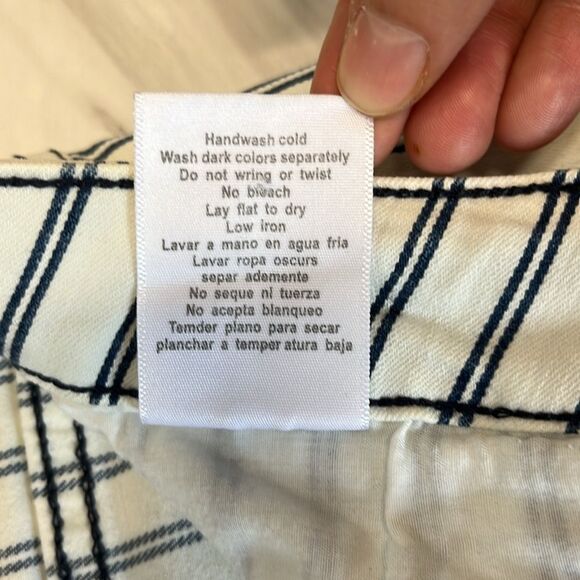 Handwash cold
Wash dark colors separately
Do not wring or twist
No bleach
Lay flat to dry
Low iron
Lavar a mano en agua fria
Lavar ropa oscurs
separ ademente
No seque ni tuerza
No acepta blanqueo
Temder plano para secar
planchar a temper atura baja